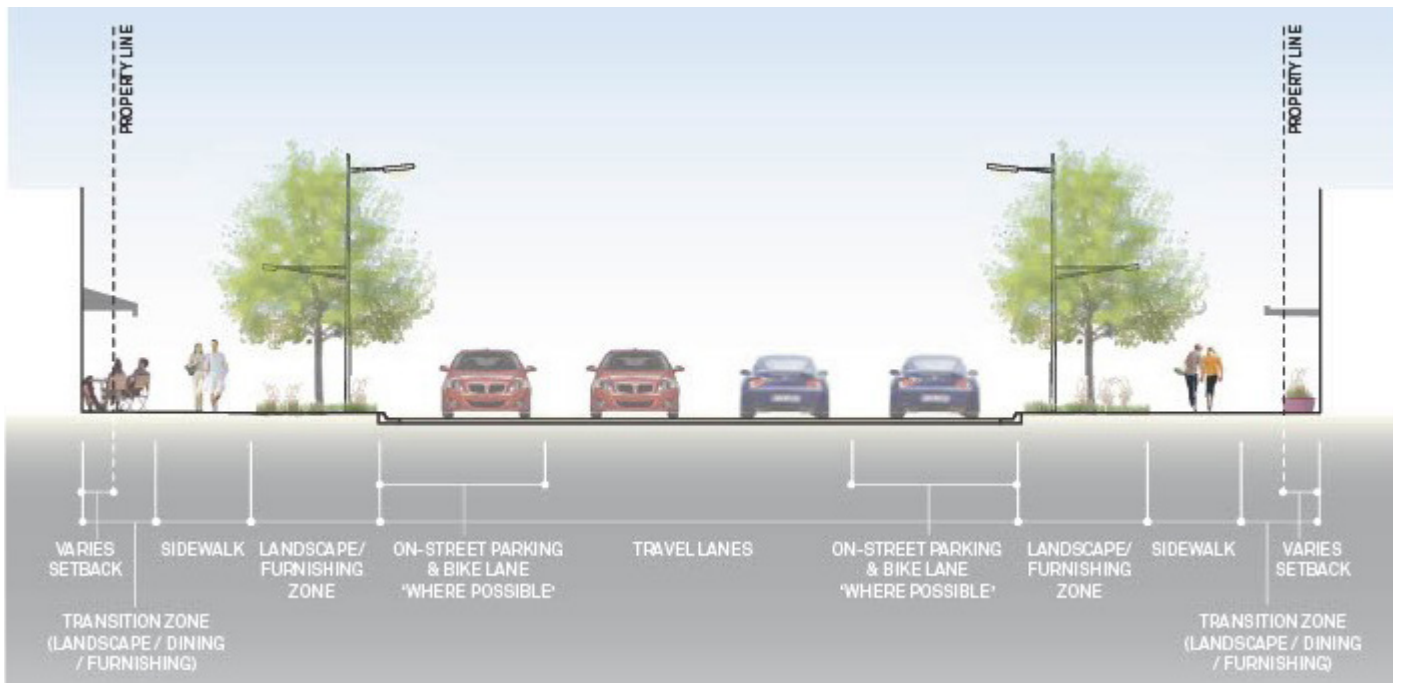 PROPERTY LINE
PROPERTY LINE
VARIES
SETBACK
SIDEWALK
LANDSCAPE/
FURNISHING
ZONE
ON-STREET PARKING
& BIKE LANE
'WHERE POSSIBLE'
TRAVEL LANES
ON-STREET PARKING
& BIKE LANE
'WHERE POSSIBLE'
LANDSCAPE/
FURNISHING
ZONE
SIDEWALK
VARIES
SETBACK
TRANSITION ZONE
(LANDSCAPE / DINING
/ FURNISHING)
TRANSITION ZONE
(LANDSCAPE / DINING
/ FURNISHING)